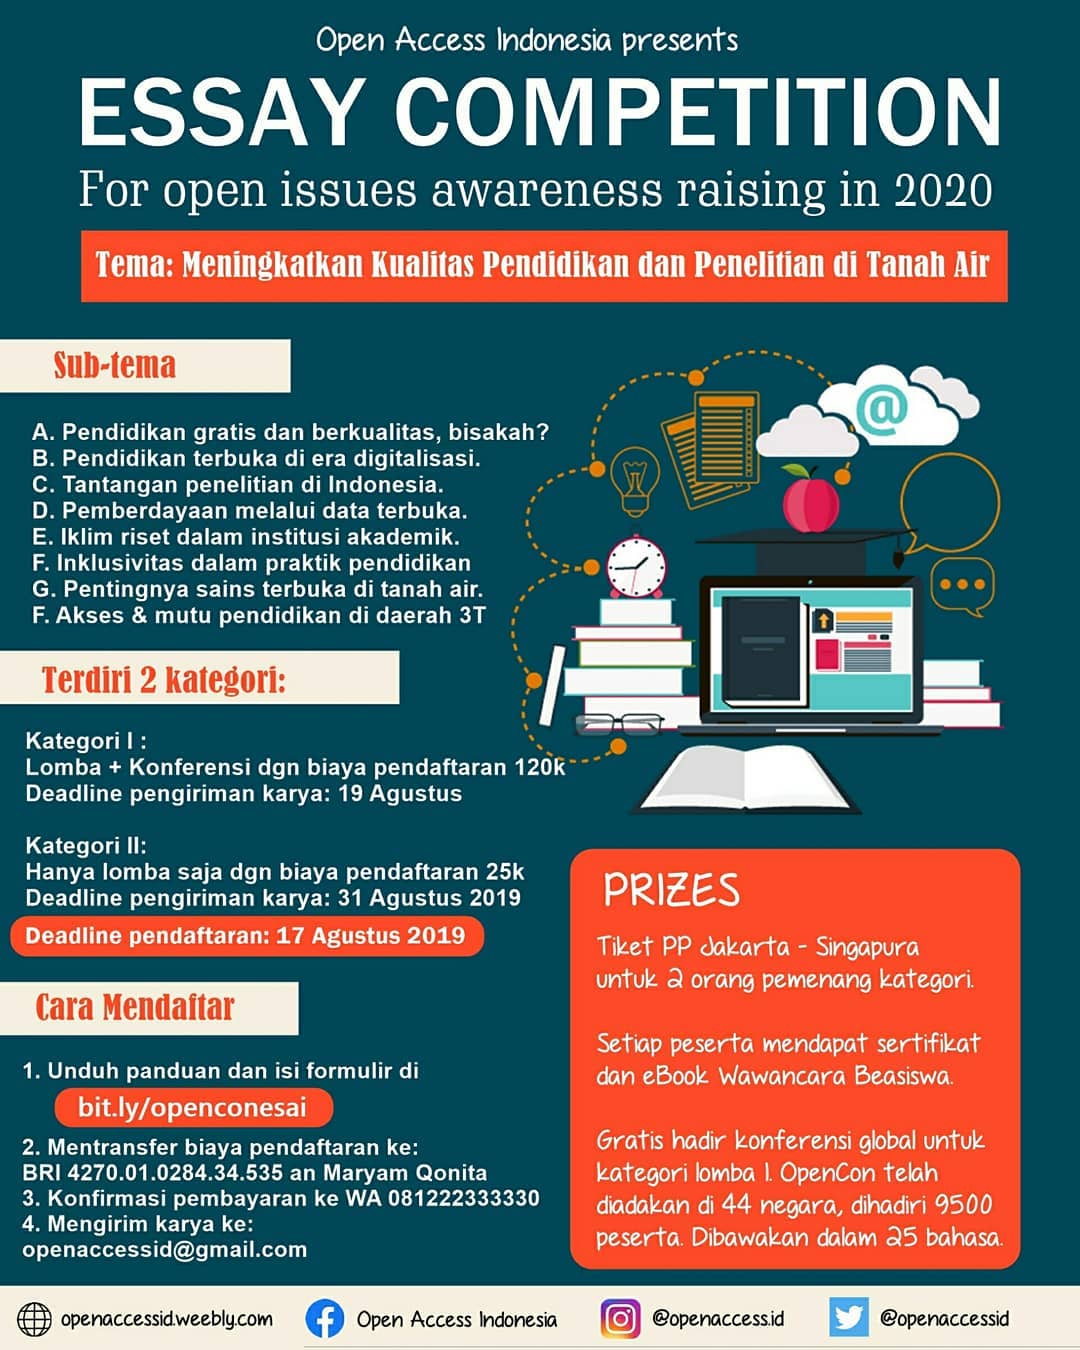 Open Access Indonesia presents
ESSAY COMPETITION
For open issues awareness raising in 2020
Tema: Meningkatkan Kualitas Pendidikan dan Penelitian di Tanah Air
Sub-tema
A. Pendidikan gratis dan berkualitas, bisakah?
B. Pendidikan terbuka di era digitalisasi.
C. Tantangan penelitian di Indonesia.
D. Pemberdayaan melalui data terbuka.
E. Iklim riset dalam institusi akademik.
F. Inklusivitas dalam praktik pendidikan
G. Pentingnya sains terbuka di tanah air.
F. Akses & mutu pendidikan di daerah 3T
@
Terdiri 2 kategori:
Kategori I :
Lomba + Konferensi dgn biaya pendaftaran 120k
Deadline pengiriman karya: 19 Agustus
Kategori II:
Hanya lomba saja dgn biaya pendaftaran 25k
Deadline pengiriman karya: 31 Agustus 2019
Deadline pendaftaran: 17 Agustus 2019
Cara Mendaftar
1. Unduh panduan dan isi formulir di
bit.ly/openconesai
2. Mentransfer biaya pendaftaran ke:
BRI 4270.01.0284.34.535 an Maryam Qonita
3. Konfirmasi pembayaran ke WA 081222333330
4. Mengirim karya ke:
openaccessid@gmail.com
PRIZES
Tiket PP Jakarta - Singapura
untuk 2 orang pemenang kategori.
Setiap peserta mendapat sertifikat
dan eBook Wawancara Beasiswa.
Gratis hadir konferensi global untuk
kategori lomba 1. OpenCon telah
diadakan di 44 negara, dihadiri 9500
peserta. Dibawakan dalam 25 bahasa.
openaccessid.weebly.com
Open Access Indonesia
@openaccess.id
@openaccessid